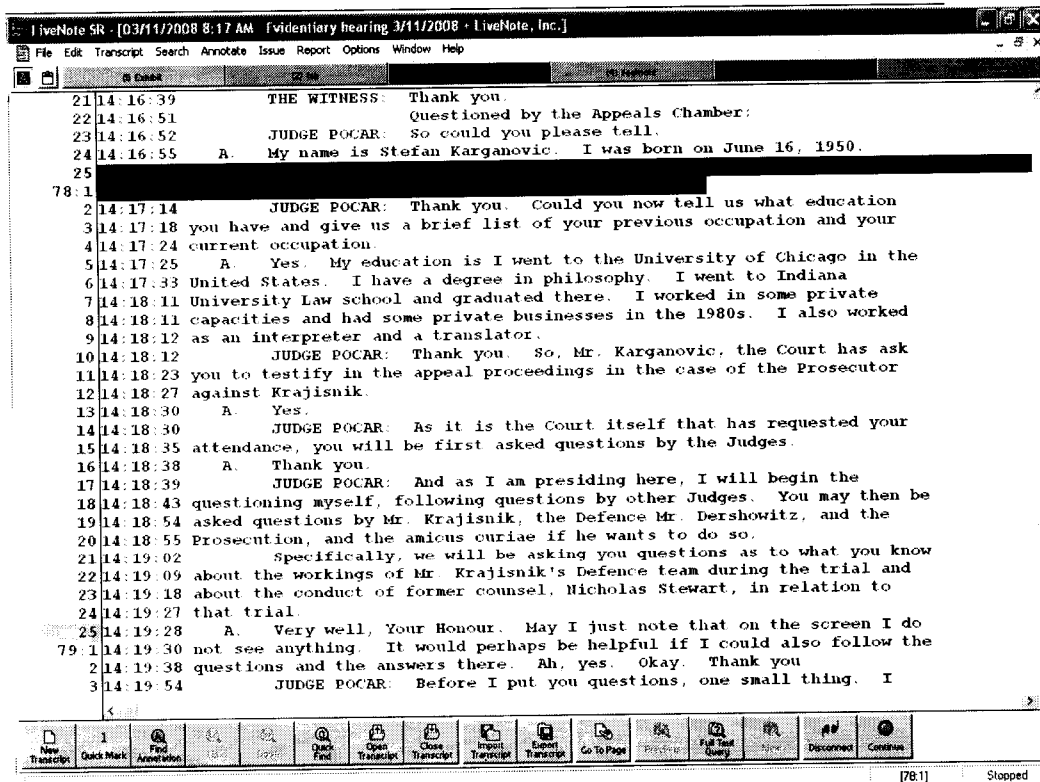 LiveNote SR - [03/11/2008 8:17 AM Evidentiary hearing 3/11/2008 + LiveNote, Inc.]
File Edit Transcript Search Annotate Issue Report Options Window Help
Exhibit
21 14:16:39 THE WITNESS: Thank you.
22 14:16:51 Questioned by the Appeals Chamber:
23 14:16:52 JUDGE POCAR: So could you please tell.
24 14:16:55 A. My name is Stefan Karganovic. I was born on June 16, 1950.
25
78:1
2 14:17:14 JUDGE POCAR: Thank you. Could you now tell us what education
3 14:17:18 you have and give us a brief list of your previous occupation and your
4 14:17:24 current occupation.
5 14:17:25 A. Yes. My education is I went to the University of Chicago in the
6 14:17:33 United States. I have a degree in philosophy. I went to Indiana
7 14:18:11 University Law school and graduated there. I worked in some private
8 14:18:11 capacities and had some private businesses in the 1980s. I also worked
9 14:18:12 as an interpreter and a translator.
10 14:18:12 JUDGE POCAR: Thank you. So, Mr. Karganovic, the Court has ask
11 14:18:23 you to testify in the appeal proceedings in the case of the Prosecutor
12 14:18:27 against Krajisnik.
13 14:18:30 A. Yes.
14 14:18:30 JUDGE POCAR: As it is the Court itself that has requested your
15 14:18:35 attendance, you will be first asked questions by the Judges.
16 14:18:38 A. Thank you.
17 14:18:39 JUDGE POCAR: And as I am presiding here, I will begin the
18 14:18:43 questioning myself, following questions by other Judges. You may then be
19 14:18:54 asked questions by Mr. Krajisnik, the Defence Mr. Dershowitz, and the
20 14:18:55 Prosecution, and the amicus curiae if he wants to do so.
21 14:19:02 Specifically, we will be asking you questions as to what you know
22 14:19:09 about the workings of Mr. Krajisnik's Defence team during the trial and
23 14:19:18 about the conduct of former counsel, Nicholas Stewart, in relation to
24 14:19:27 that trial.
25 14:19:28 A. Very well, Your Honour. May I just note that on the screen I do
79:1 14:19:30 not see anything. It would perhaps be helpful if I could also follow the
2 14:19:38 questions and the answers there. Ah, yes. Okay. Thank you
3 14:19:54 JUDGE POCAR: Before I put you questions, one small thing. I
New Transcript 1 Quick Mark Find Annotation Quick Find Open Transcript Close Transcript Import Transcript Export Transcript Go To Page Full Text Query Disconnect Continue
[78:1] Stopped